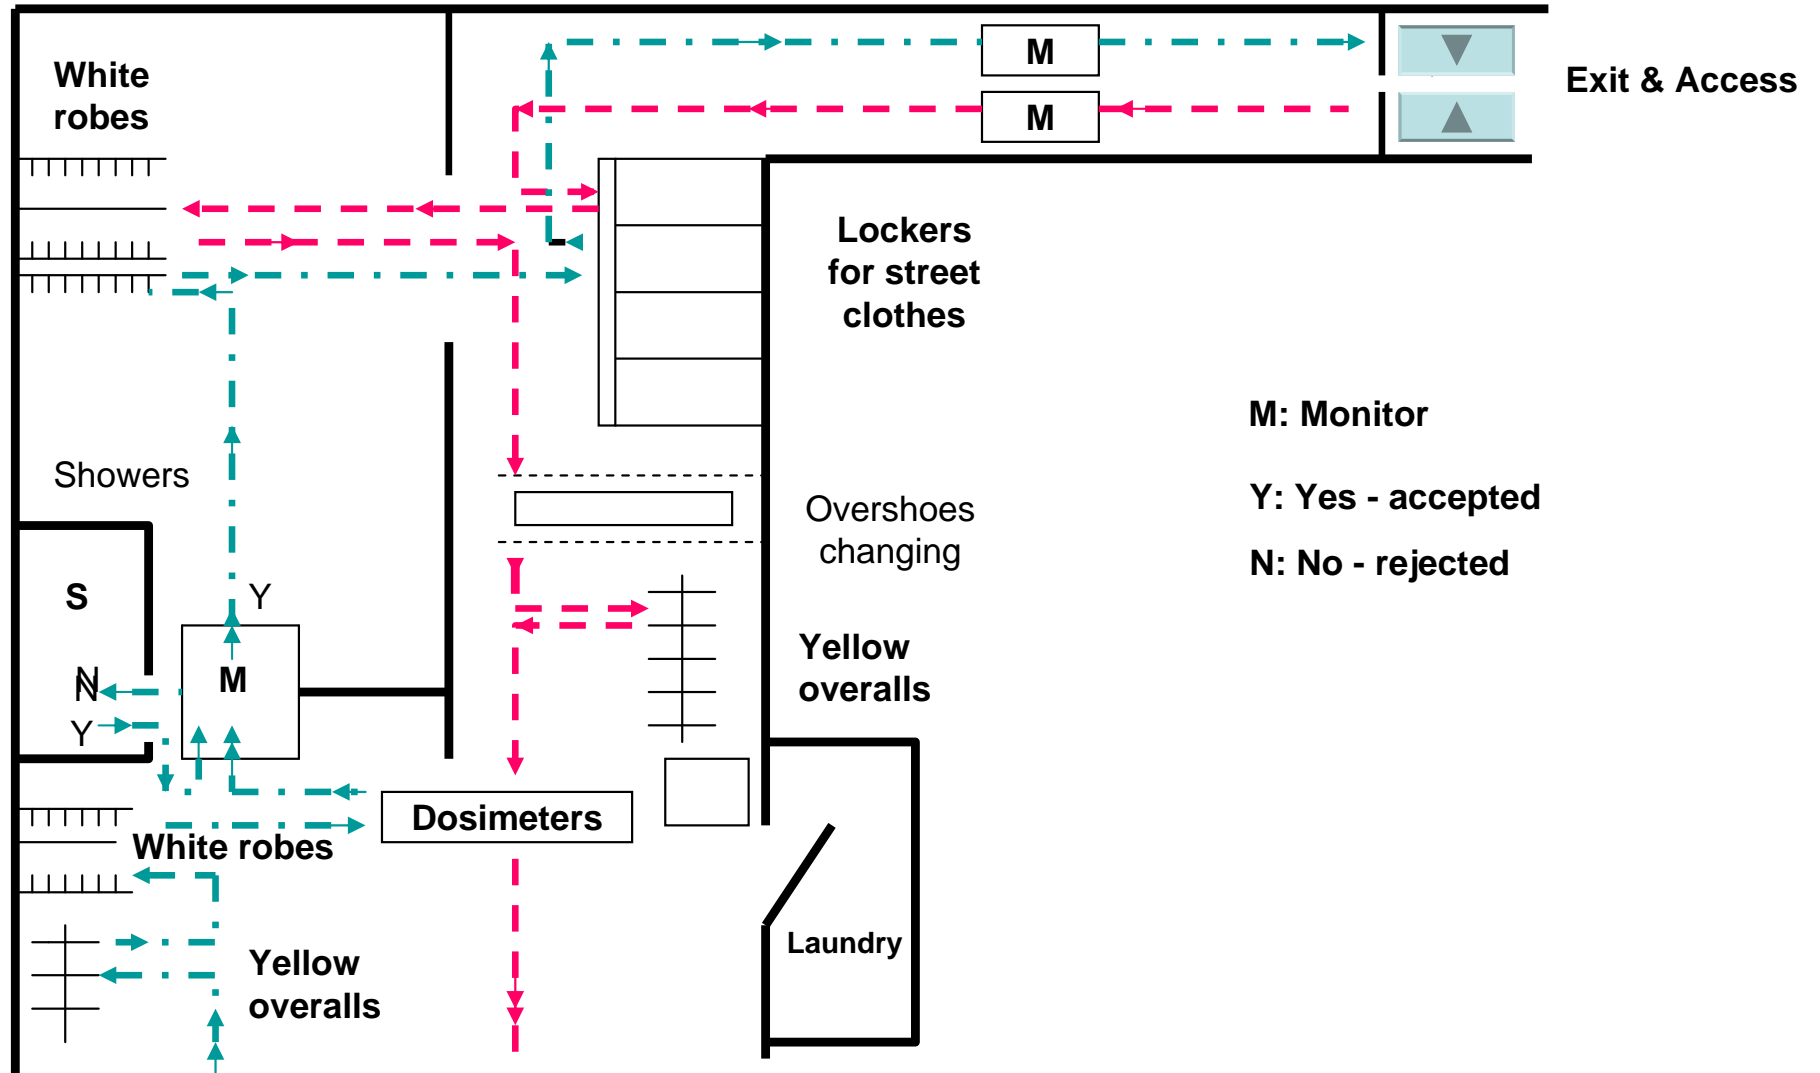 White
robes
M
M
Exit & Access
Lockers
for street
clothes
M: Monitor
Showers
Y: Yes - accepted
Overshoes
changing
N: No - rejected
S
Y
Yellow
overalls
N
N
M
Y
Dosimeters
White robes
Laundry
Yellow
overalls